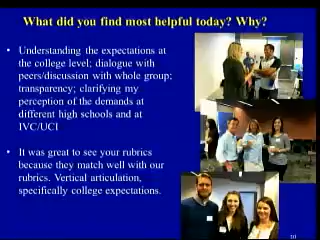 What did you find most helpful today? Why?
• Understanding the expectations at
the college level; dialogue with
peers/discussion with whole group;
transparency; clarifying my
perception of the demands at
different high schools and at
IVC/UCI
• It was great to see your rubrics
because they match well with our
rubrics. Vertical articulation,
specifically college expectations.